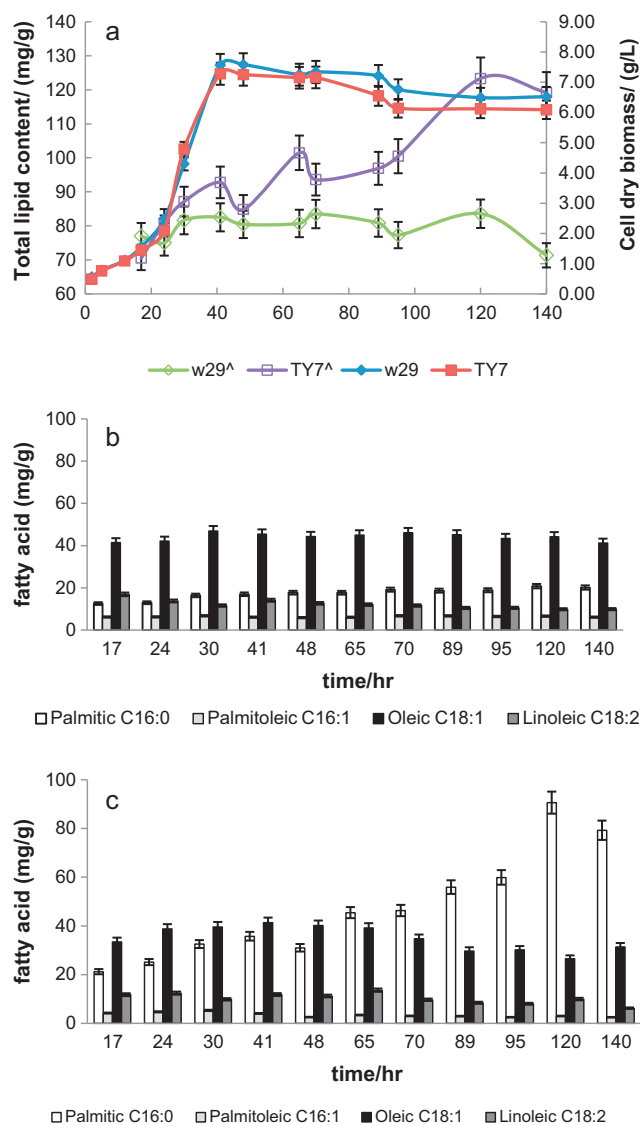 a
Total lipid content/ (mg/g)
140
130
120
110
100
90
80
70
60
9.00
8.00
7.00
6.00
5.00
4.00
3.00
2.00
1.00
0.00
Cell dry biomass/ (g/L)
0 20 40 60 80 100 120 140
w29^ TY7^ w29 TY7
b
fatty acid (mg/g)
100
80
60
40
20
0
17 24 30 41 48 65 70 89 95 120 140
time/hr
Palmitic C16:0 Palmitoleic C16:1 Oleic C18:1 Linoleic C18:2
c
fatty acid (mg/g)
100
80
60
40
20
0
17 24 30 41 48 65 70 89 95 120 140
time/hr
Palmitic C16:0 Palmitoleic C16:1 Oleic C18:1 Linoleic C18:2